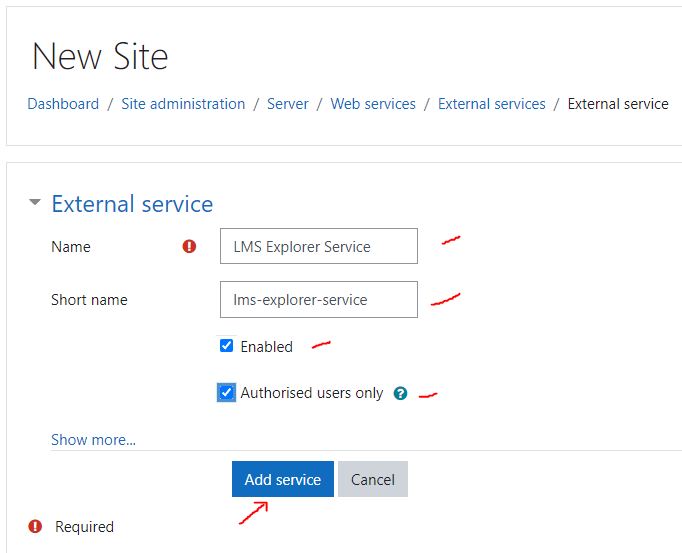 New Site
Dashboard / Site administration / Server / Web services / External services / External service
External service
Name LMS Explorer Service
Short name lms-explorer-service
Enabled
Authorised users only
Show more...
Add service Cancel
Required